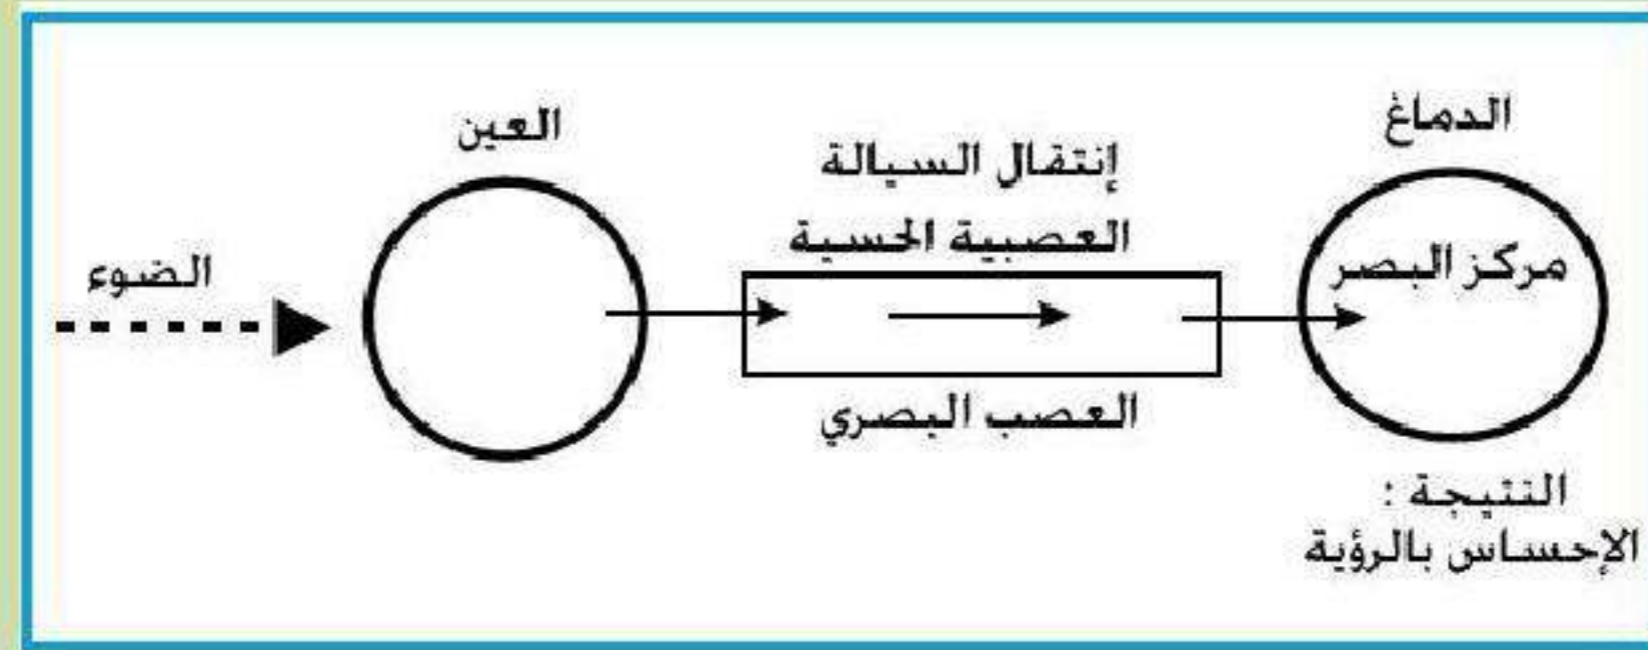 الدماغ
العين
إنتقال السيالة
العصبية الحسية
مركز البصر
الضوء
العصب البصري
النتيجة :
الإحساس بالرؤية